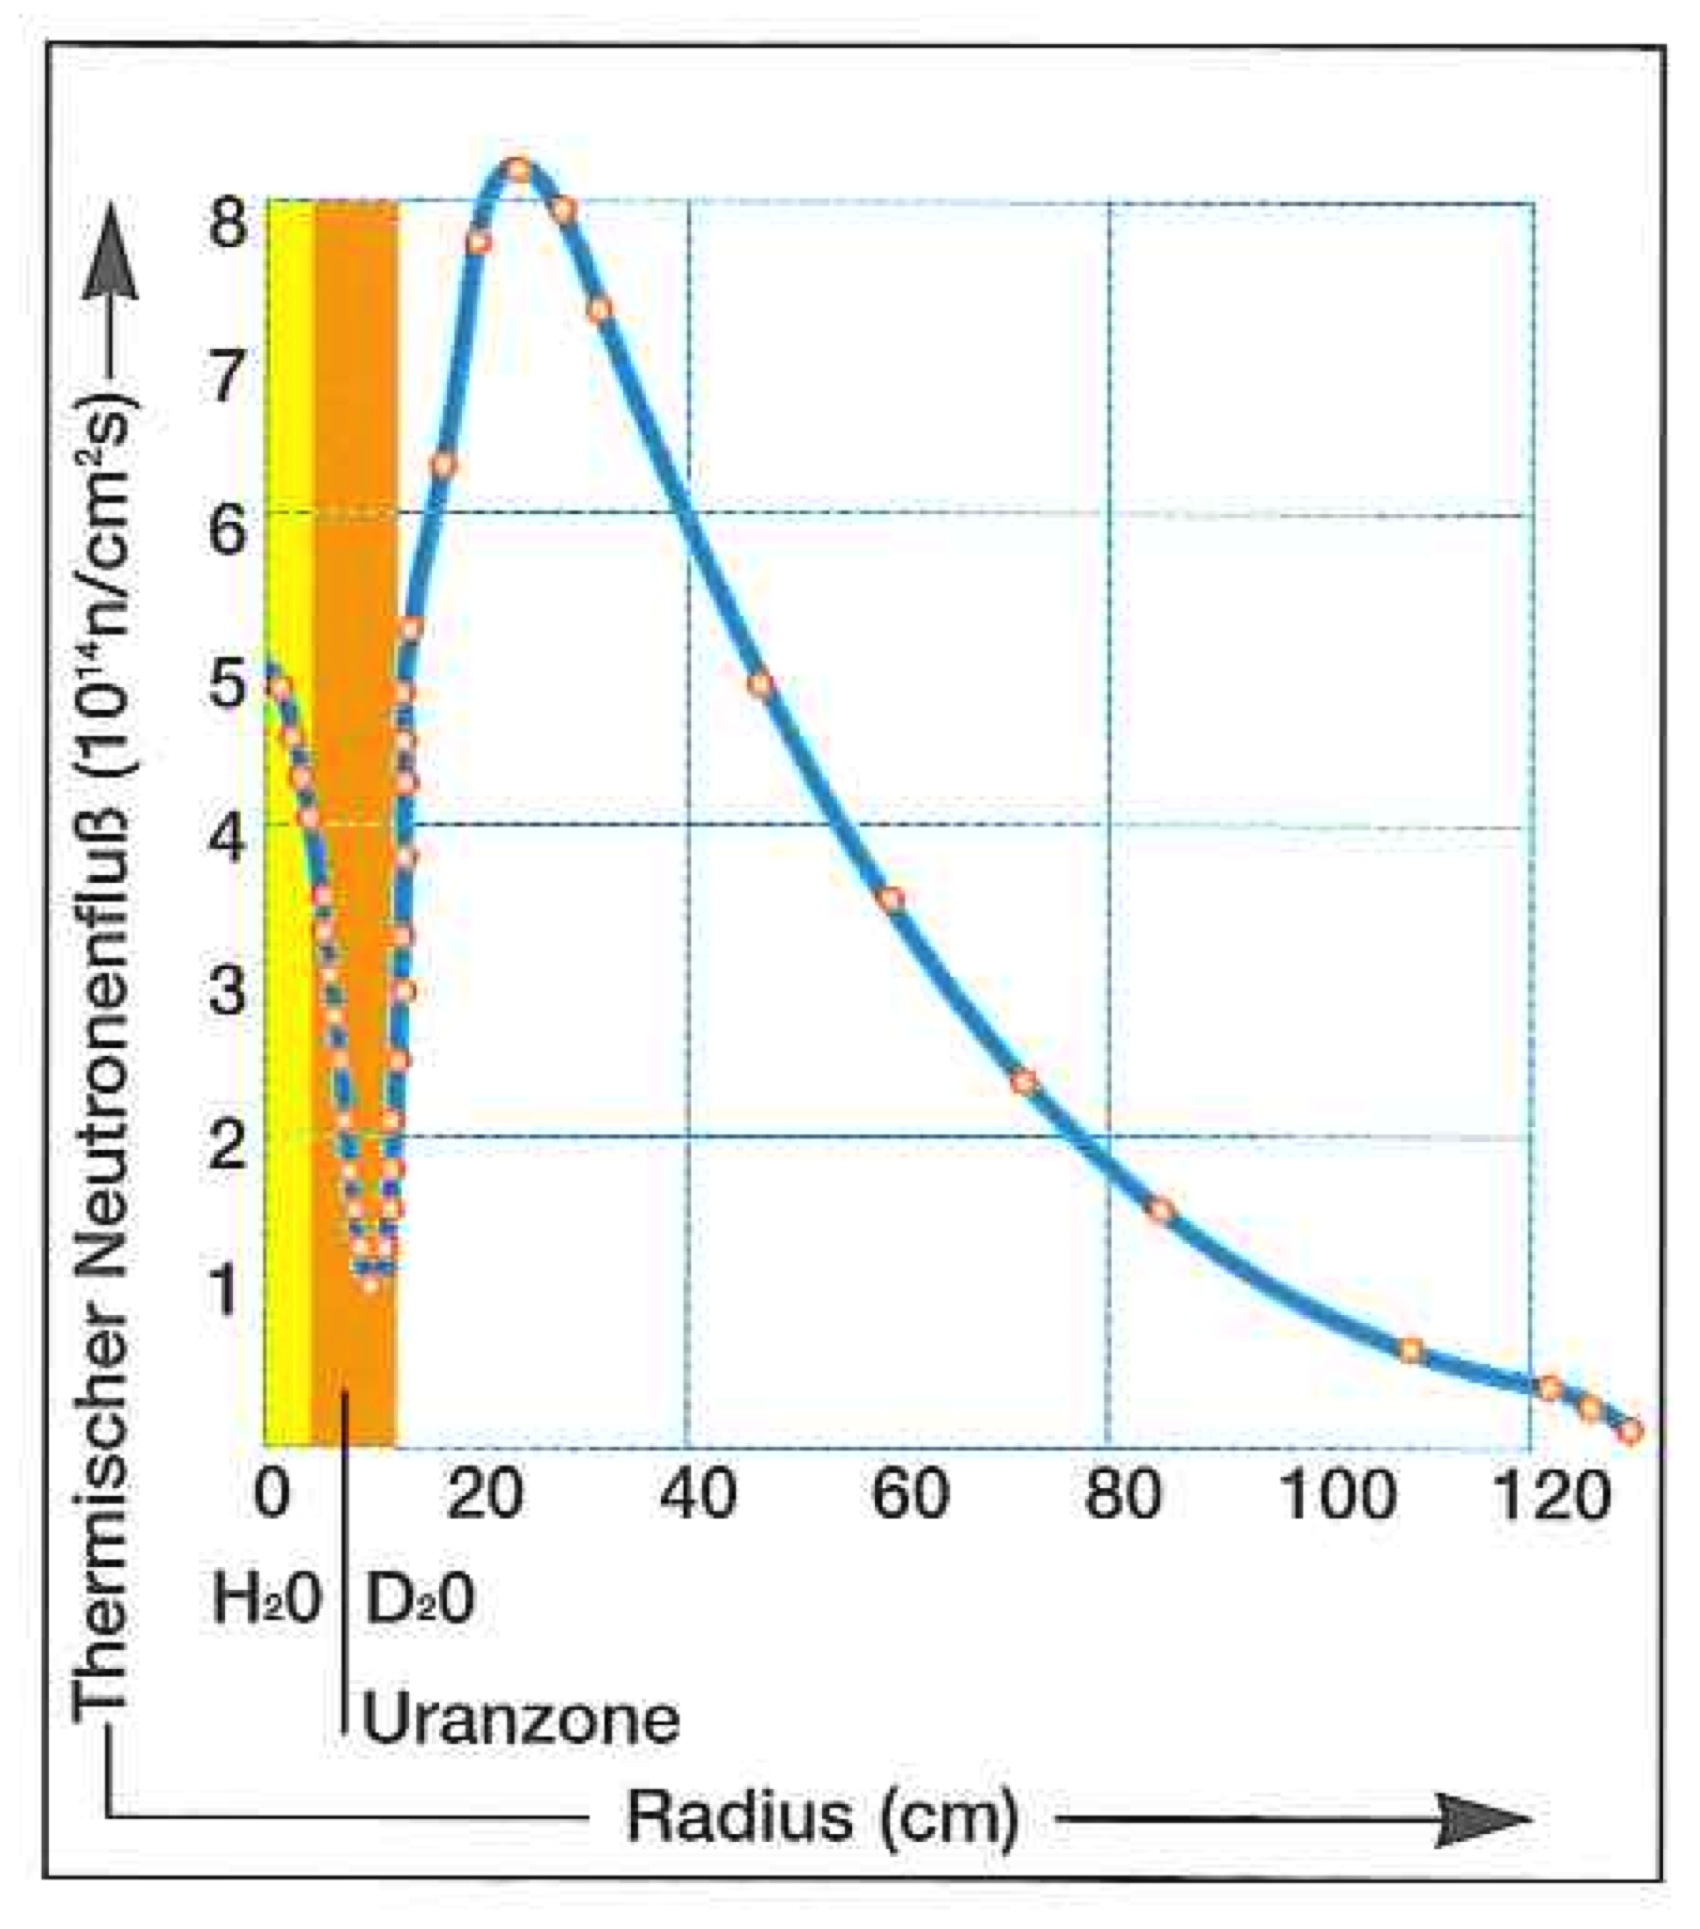 Thermischer Neutronenfluß (10¹⁴n/cm²s)
8
7
6
5
4
3
2
1
0 20 40 60 80 100 120
H₂0 D₂0
Uranzone
Radius (cm)